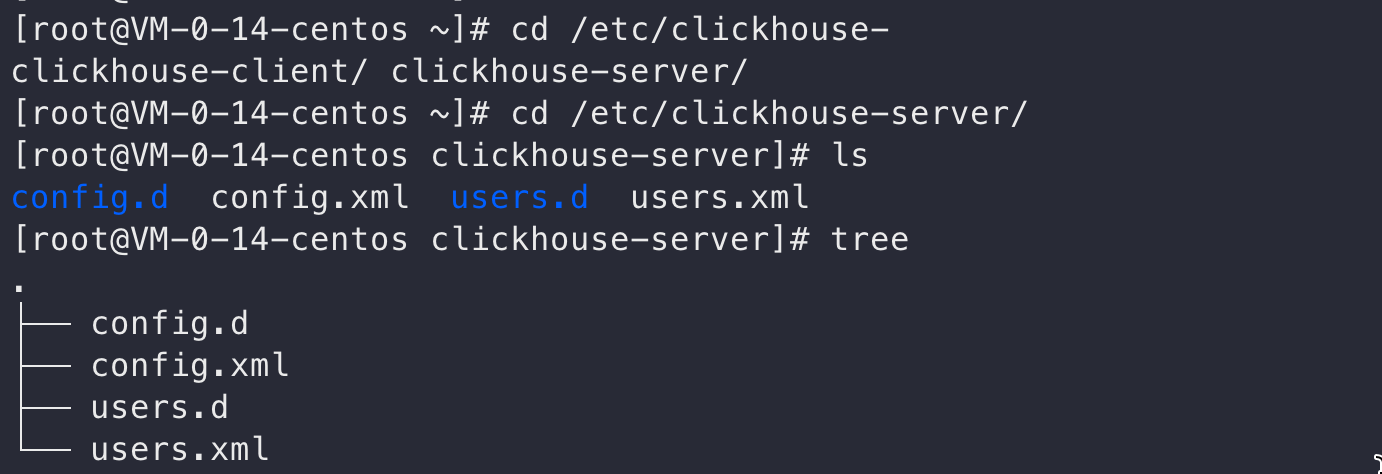 [root@VM-0-14-centos ~]# cd /etc/clickhouse-
clickhouse-client/ clickhouse-server/
[root@VM-0-14-centos ~]# cd /etc/clickhouse-server/
[root@VM-0-14-centos clickhouse-server]# ls
config.d  config.xml  users.d  users.xml
[root@VM-0-14-centos clickhouse-server]# tree
.
├── config.d
├── config.xml
├── users.d
└── users.xml